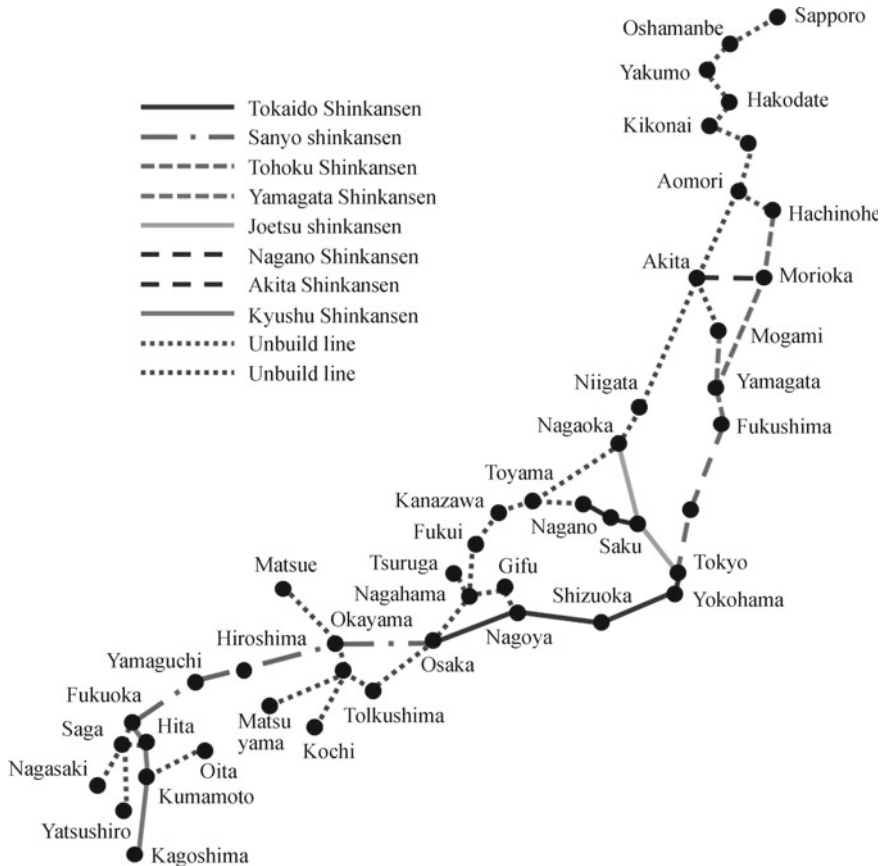 Sapporo
Oshamanbe
Yakumo
Hakodate
Kikonai
Aomori
Hachinohe
Akita
Morioka
Mogami
Yamagata
Niigata
Fukushima
Nagaoka
Toyama
Kanazawa
Nagano
Fukui
Saku
Tsuruga
Gifu
Tokyo
Matsue
Nagahama
Shizuoka
Yokohama
Okayama
Hiroshima
Nagoya
Osaka
Yamaguchi
Fukuoka
Matsu
yama
Tolkushima
Saga
Hita
Kochi
Nagasaki
Oita
Kumamoto
Yatsushiro
Kagoshima
Tokaido Shinkansen
Sanyo shinkansen
Tohoku Shinkansen
Yamagata Shinkansen
Joetsu shinkansen
Nagano Shinkansen
Akita Shinkansen
Kyushu Shinkansen
Unbuild line
Unbuild line